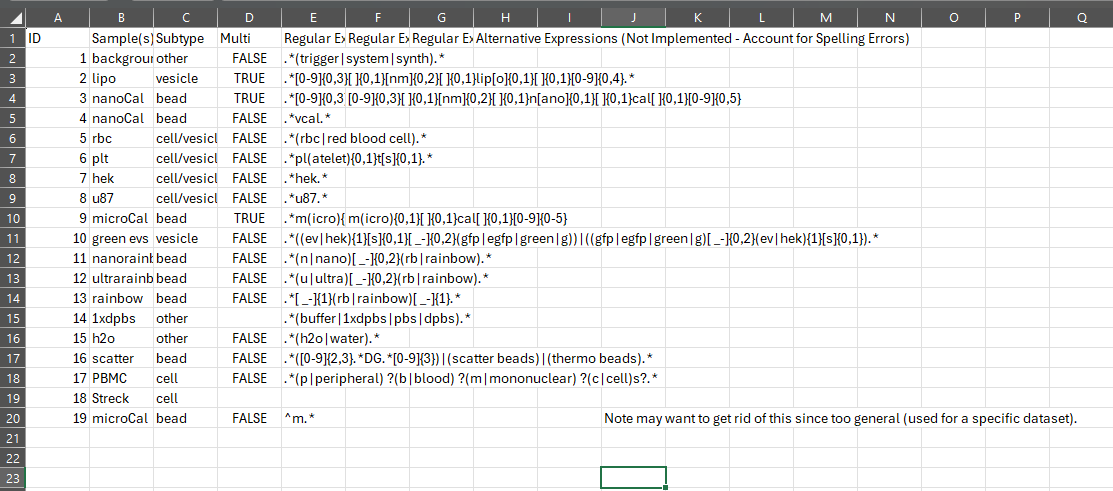 A B C D E F G H I J K L M N O P Q
1 ID Sample(s) Subtype Multi Regular Ex Regular Ex Regular Ex Alternative Expressions (Not Implemented - Account for Spelling Errors)
2 1 backgroun other FALSE .*(trigger|system|synth).*
3 2 lipo vesicle TRUE .*[0-9]{0,3}[ ]{0,1}[nm]{0,2}[ ]{0,1}lip[o]{0,1}[ ]{0,1}[0-9]{0,4}.*
4 3 nanoCal bead TRUE .*[0-9]{0,3 [0-9]{0,3}[ ]{0,1}[nm]{0,2}[ ]{0,1}n[ano]{0,1}[ ]{0,1}cal[ ]{0,1}[0-9]{0,5}
5 4 nanoCal bead FALSE .*vcal.*
6 5 rbc cell/vesicl FALSE .*(rbc|red blood cell).*
7 6 plt cell/vesicl FALSE .*pl(atelet){0,1}t[s]{0,1}.*
8 7 hek cell/vesicl FALSE .*hek.*
9 8 u87 cell/vesicl FALSE .*u87.*
10 9 microCal bead TRUE .*m(icro){ m(icro){0,1}[ ]{0,1}cal[ ]{0,1}[0-9]{0-5}
11 10 green evs vesicle FALSE .*((ev|hek){1}[s]{0,1}[ _-]{0,2}(gfp|egfp|green|g))|((gfp|egfp|green|g)[ _-]{0,2}(ev|hek){1}[s]{0,1}).*
12 11 nanorainb bead FALSE .*(n|nano)[ _-]{0,2}(rb|rainbow).*
13 12 ultrarainb bead FALSE .*(u|ultra)[ _-]{0,2}(rb|rainbow).*
14 13 rainbow bead FALSE .*[ _-]{1}(rb|rainbow)[ _-]{1}.*
15 14 1xdpbs other .*(buffer|1xdpbs|pbs|dpbs).*
16 15 h2o other FALSE .*(h2o|water).*
17 16 scatter bead FALSE .*([0-9]{2,3}.*DG.*[0-9]{3})|(scatter beads)|(thermo beads).*
18 17 PBMC cell FALSE .*(p|peripheral) ?(b|blood) ?(m|mononuclear) ?(c|cell)s?.*
19 18 Streck cell
20 19 microCal bead FALSE ^m.* Note may want to get rid of this since too general (used for a specific dataset).
21
22
23